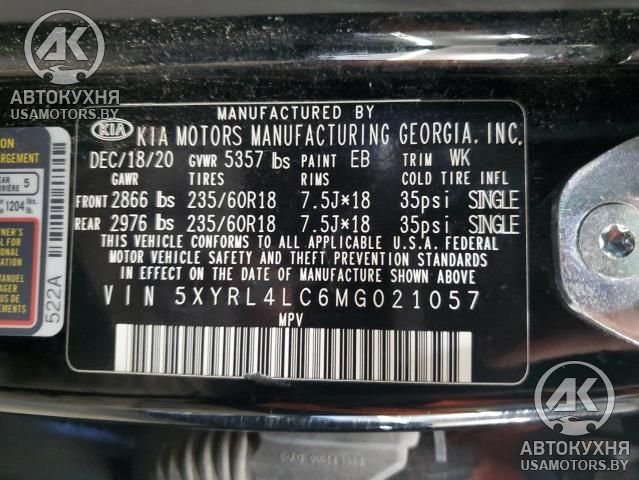 АВТОКУХНЯ
USAMOTORS.BY
MANUFACTURED BY
KIA KIA MOTORS MANUFACTURING GEORGIA, INC.
DEC/18/20 GVWR 5357 lbs PAINT EB TRIM WK
GAWR TIRES RIMS COLD TIRE INFL
FRONT 2866 lbs 235/60R18 7.5J*18 35psi SINGLE
REAR 2976 lbs 235/60R18 7.5J*18 35psi SINGLE
THIS VEHICLE CONFORMS TO ALL APPLICABLE U.S.A. FEDERAL
MOTOR VEHICLE SAFETY AND THEFT PREVENTION STANDARDS
IN EFFECT ON THE DATE OF MANUFACTURE SHOWN ABOVE.
VIN 5XYRL4LC6MG021057
MPV
5
1204 lbs.
522A
АВТОКУХНЯ
USAMOTORS.BY